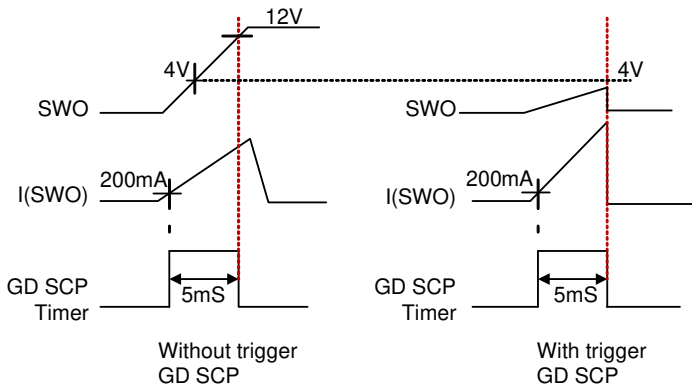 12V
4V
4V
SWO
SWO
200mA
200mA
I(SWO)
I(SWO)
GD SCP
Timer
5mS
GD SCP
Timer
5mS
Without trigger
GD SCP
With trigger
GD SCP